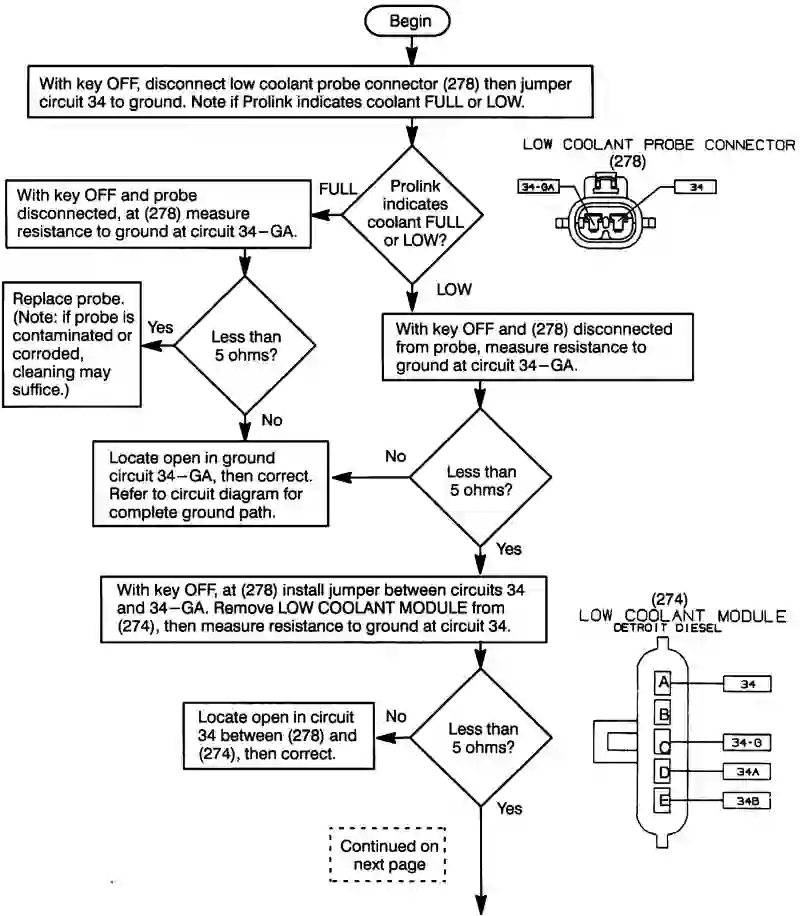 Begin
With key OFF, disconnect low coolant probe connector (278) then jumper
circuit 34 to ground. Note if Prolink indicates coolant FULL or LOW.
LOW COOLANT PROBE CONNECTOR
(278)
34-GA
34
Prolink
indicates
coolant FULL
or LOW?
FULL
With key OFF and probe
disconnected, at (278) measure
resistance to ground at circuit 34–GA.
LOW
Replace probe.
(Note: if probe is
contaminated or
corroded,
cleaning may
suffice.)
Yes
Less than
5 ohms?
With key OFF and (278) disconnected
from probe, measure resistance to
ground at circuit 34–GA.
No
Locate open in ground
circuit 34–GA, then correct.
Refer to circuit diagram for
complete ground path.
No
Less than
5 ohms?
Yes
With key OFF, at (278) install jumper between circuits 34
and 34–GA. Remove LOW COOLANT MODULE from
(274), then measure resistance to ground at circuit 34.
(274)
LOW COOLANT MODULE
DETROIT DIESEL
A
34
B
C
34-G
D
34A
E
34B
Locate open in circuit
34 between (278) and
(274), then correct.
No
Less than
5 ohms?
Yes
Continued on
next page